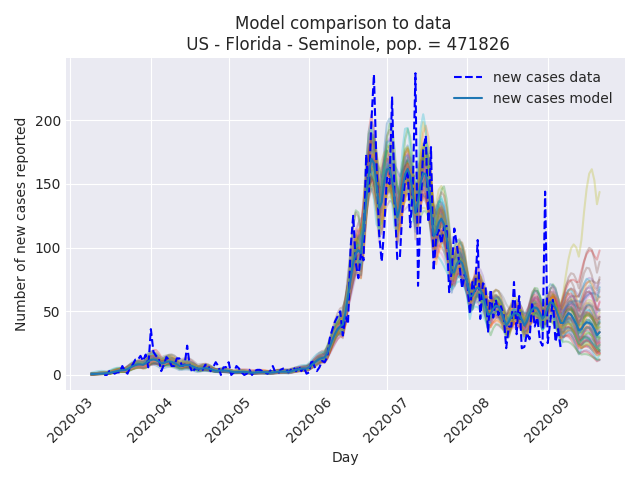 Model comparison to data
US - Florida - Seminole, pop. = 471826
new cases data
new cases model
Number of new cases reported
200
150
100
50
0
2020-03
2020-04
2020-05
2020-06
2020-07
2020-08
2020-09
Day